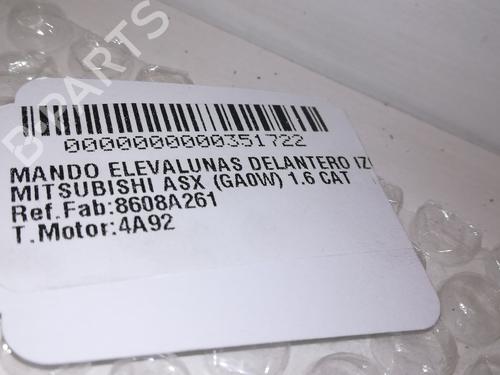 B-PARTS
0000000000351722
MANDO ELEVALUNAS DELANTERO IZ
MITSUBISHI ASX (GA0W) 1.6 CAT
Ref.Fab:8608A261
T.Motor:4A92